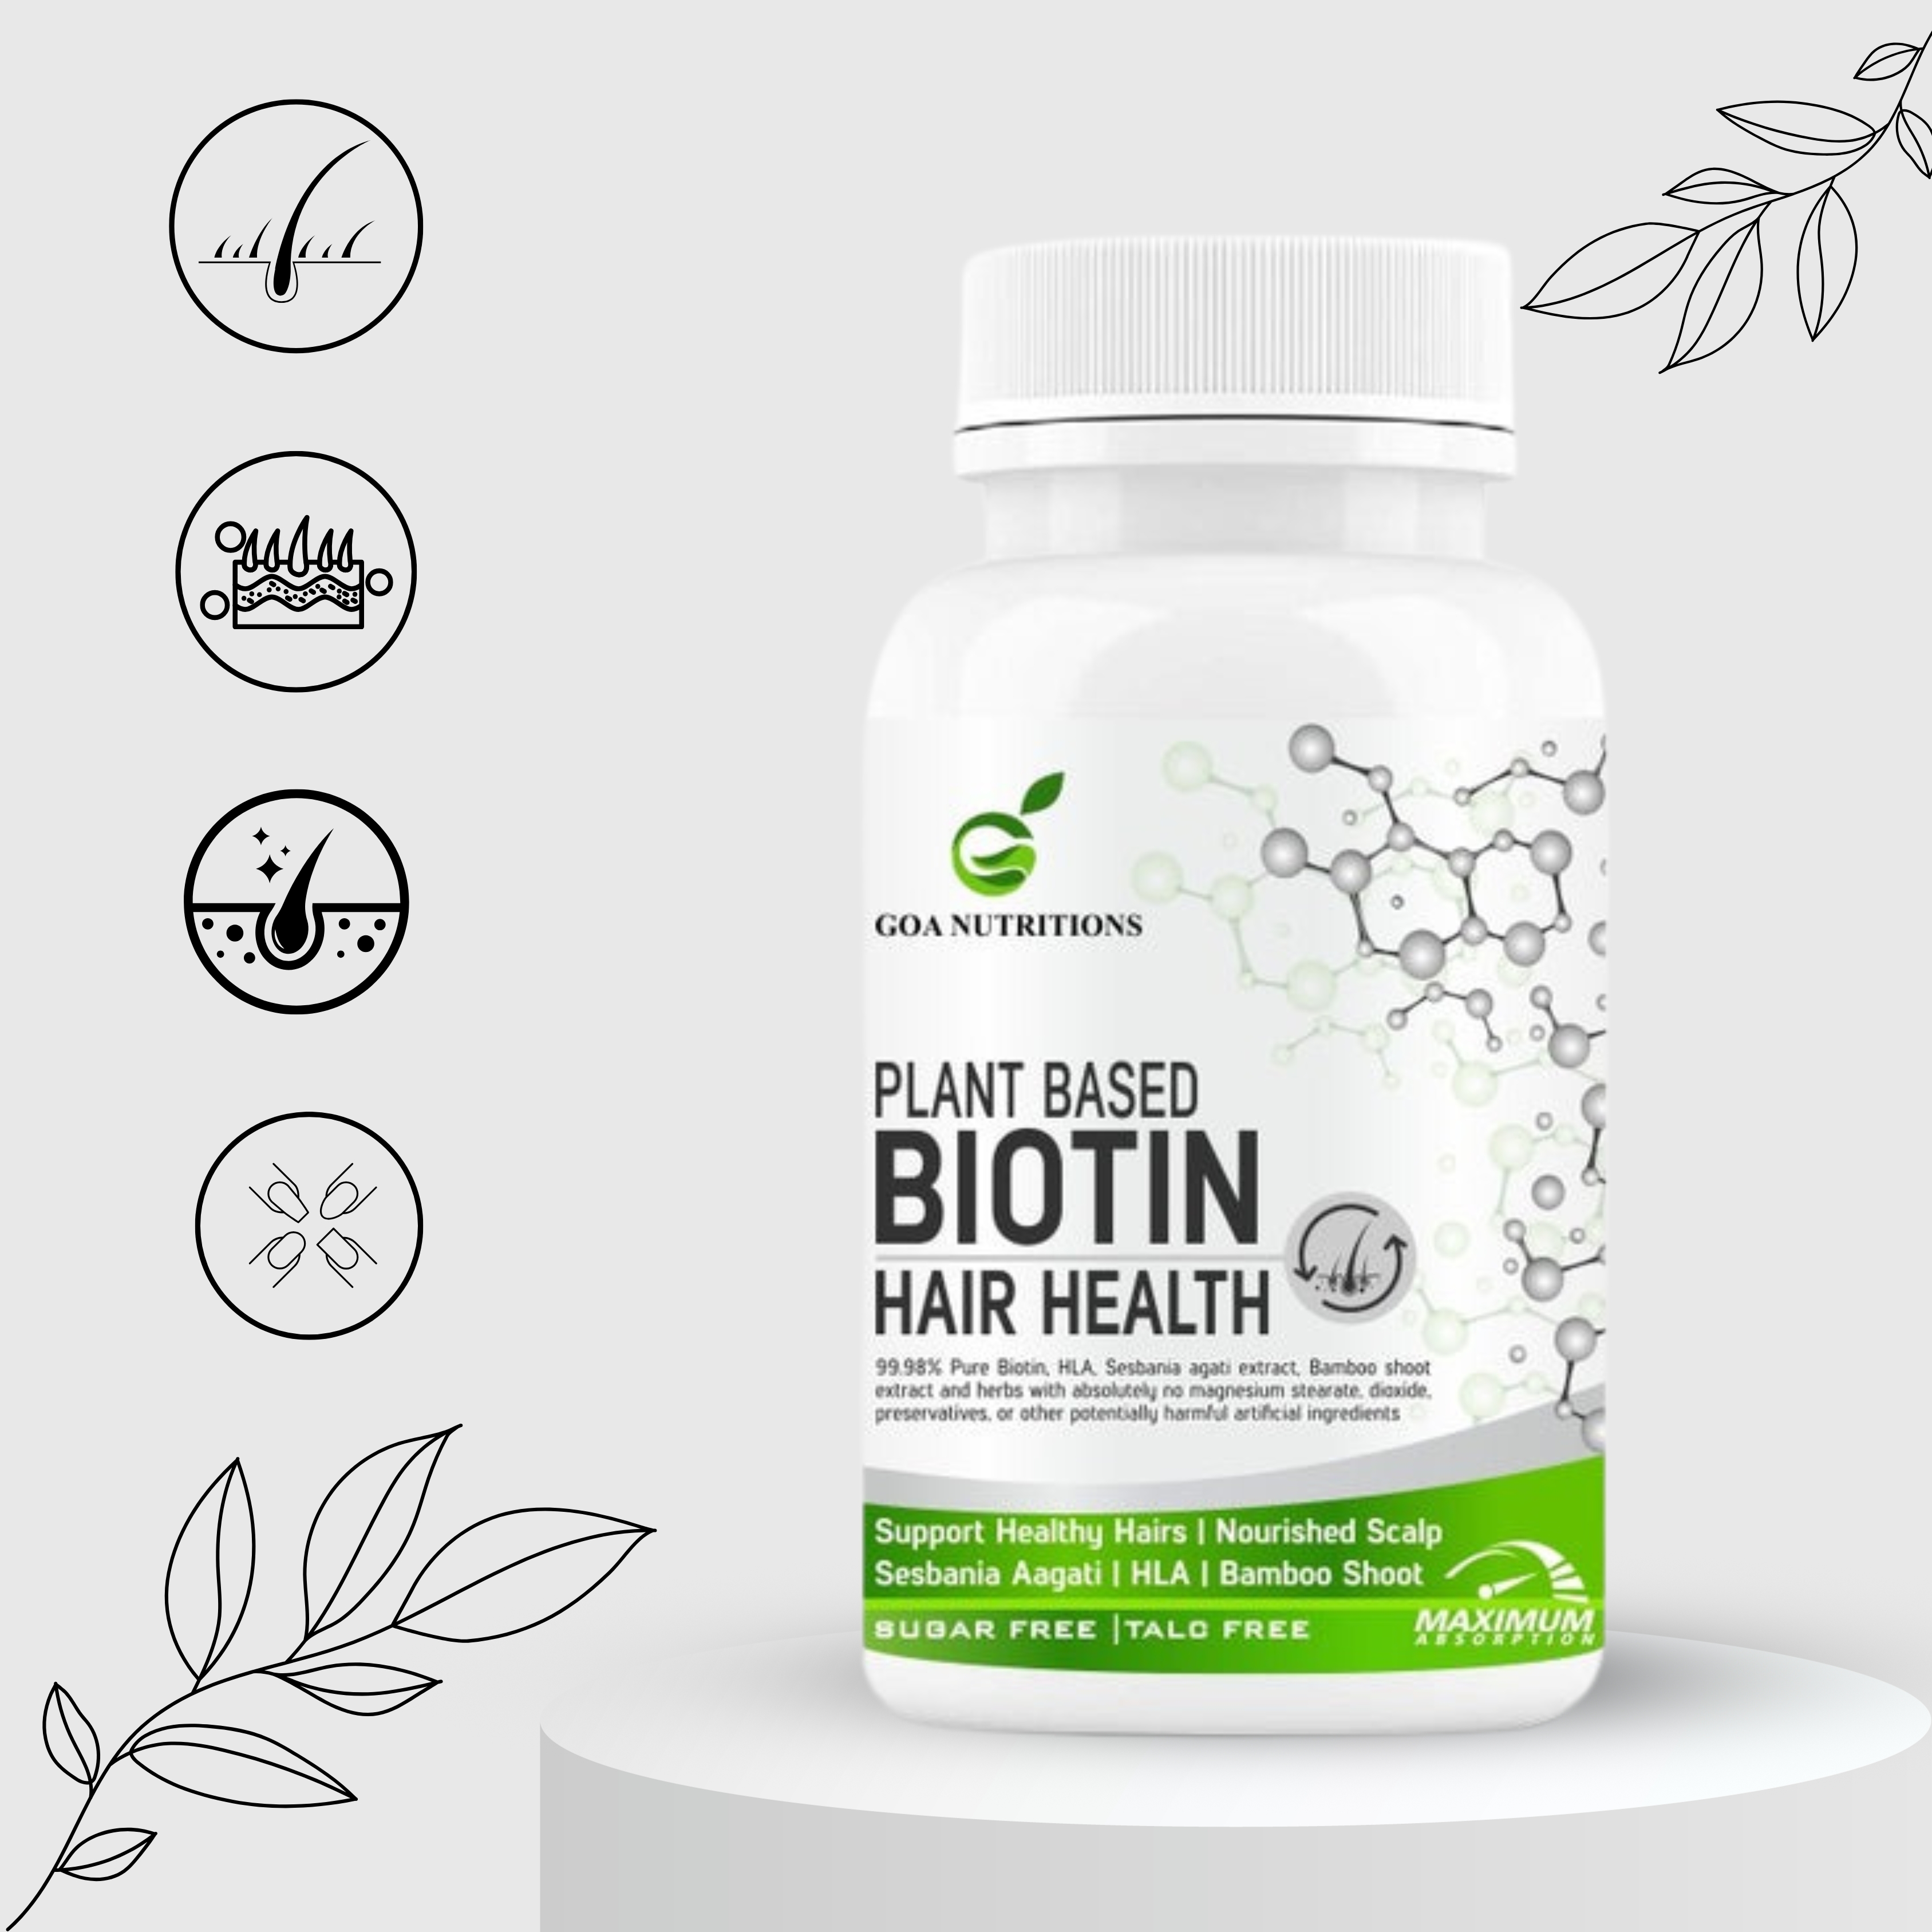 GOA NUTRITIONS
PLANT BASED
BIOTIN
HAIR HEALTH
99.98% Pure Biotin, HLA, Sesbania agati extract, Bamboo shoot
extract and herbs with absolutely no magnesium stearate, dioxide,
preservatives, or other potentially harmful artificial ingredients
Support Healthy Hairs | Nourished Scalp
Sesbania Aagati | HLA | Bamboo Shoot
SUGAR FREE | TALC FREE
MAXIMUM
ABSORPTION